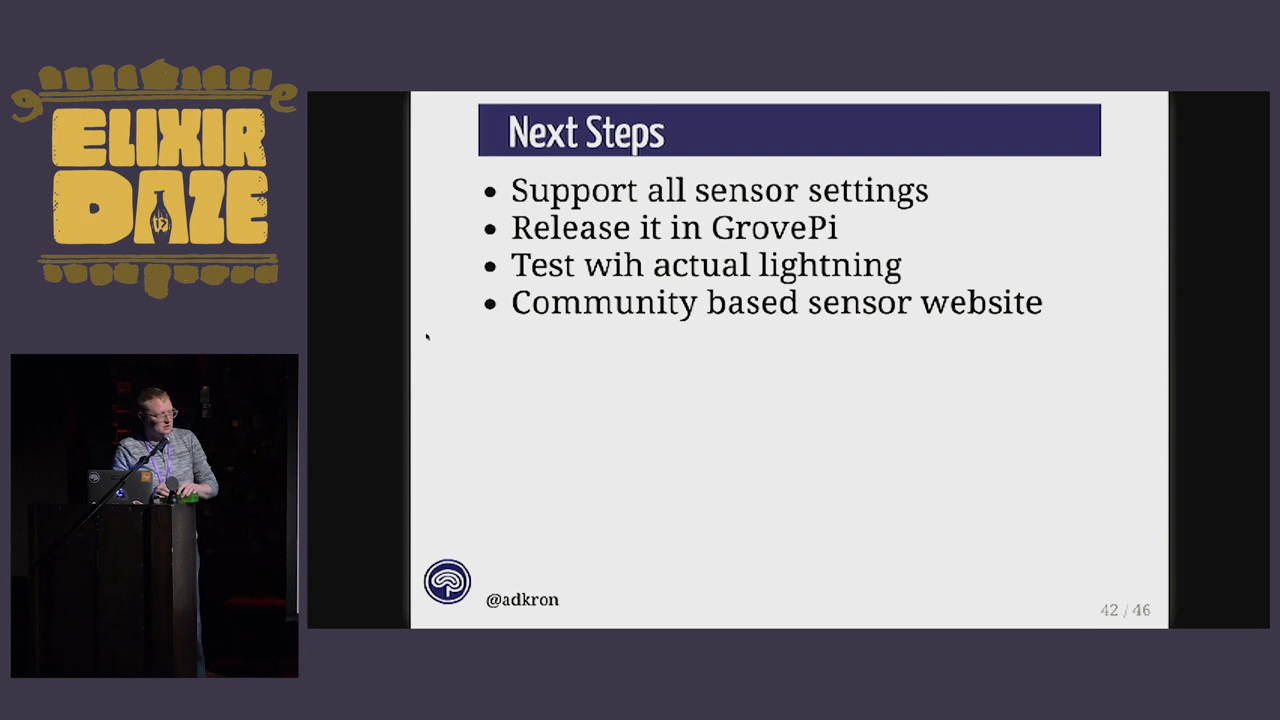 ELIXIR
DAZE
Next Steps
Support all sensor settings
Release it in GrovePi
Test wih actual lightning
Community based sensor website
@adkron
42 / 46